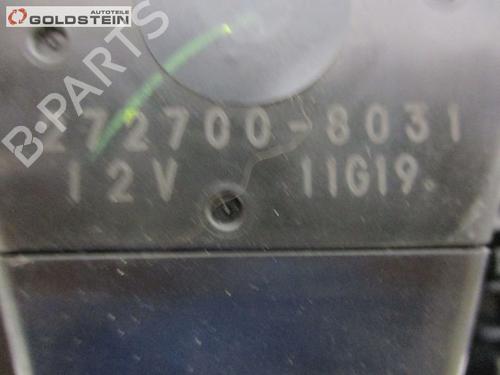 AUTOTEILE
GOLDSTEIN
B-PARTS
272700-8031
12V 11G19.